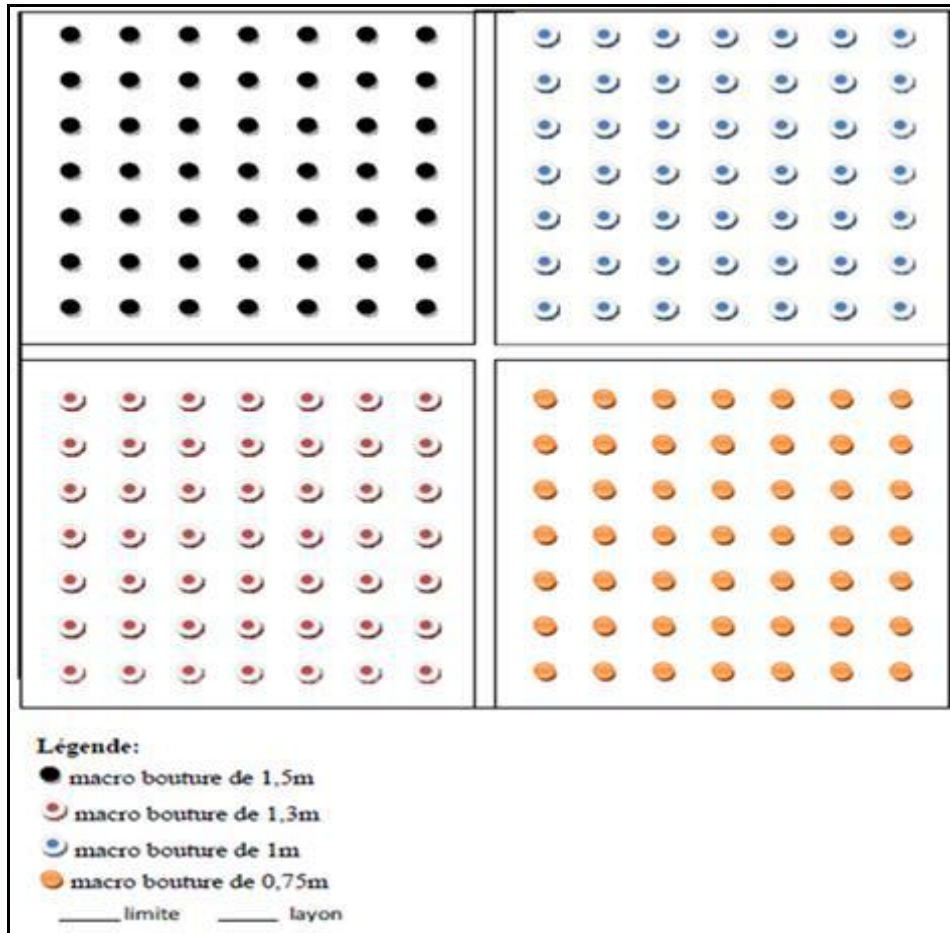 Légende:
macro bouture de 1,5m
macro bouture de 1,3m
macro bouture de 1m
macro bouture de 0,75m
limite layon